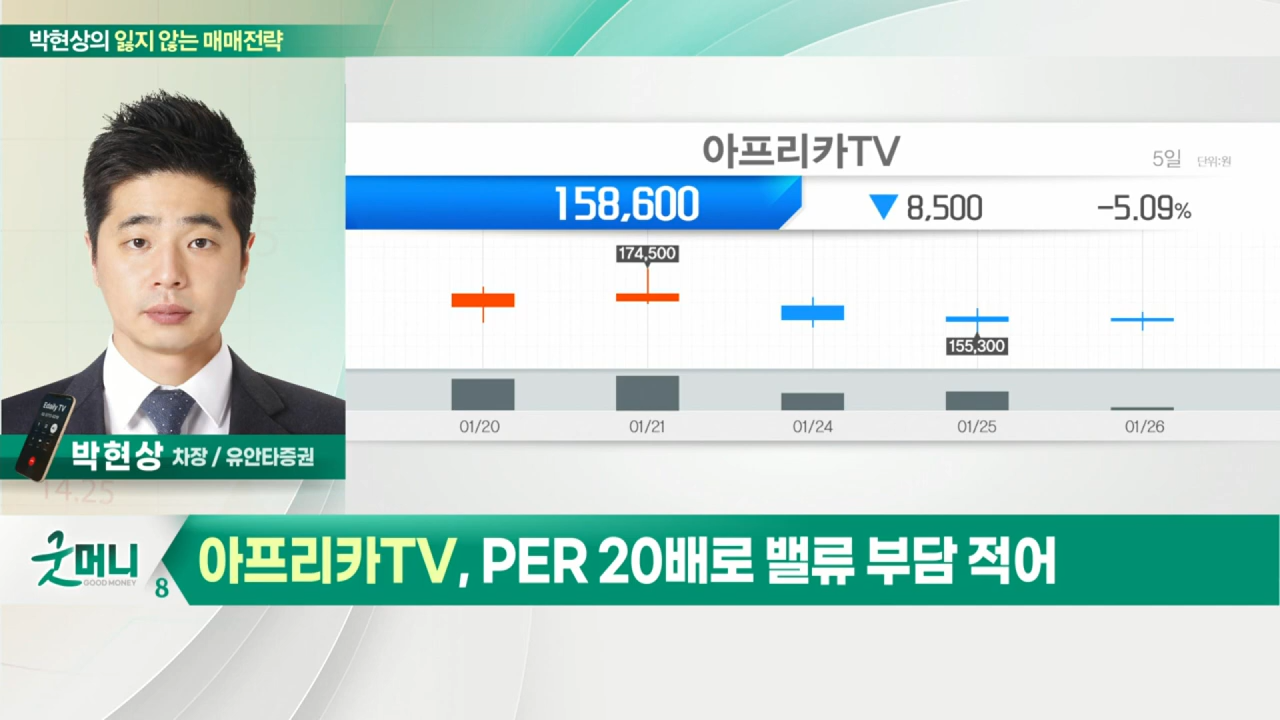 박현상의 잃지 않는 매매전략
아프리카TV
5일 단위:원
158,600 ▼ 8,500 -5.09%
174,500
155,300
01/20 01/21 01/24 01/25 01/26
Edaily TV
박현상 차장 / 유안타증권
14.25
굿머니
GOOD MONEY
8
아프리카TV, PER 20배로 밸류 부담 적어